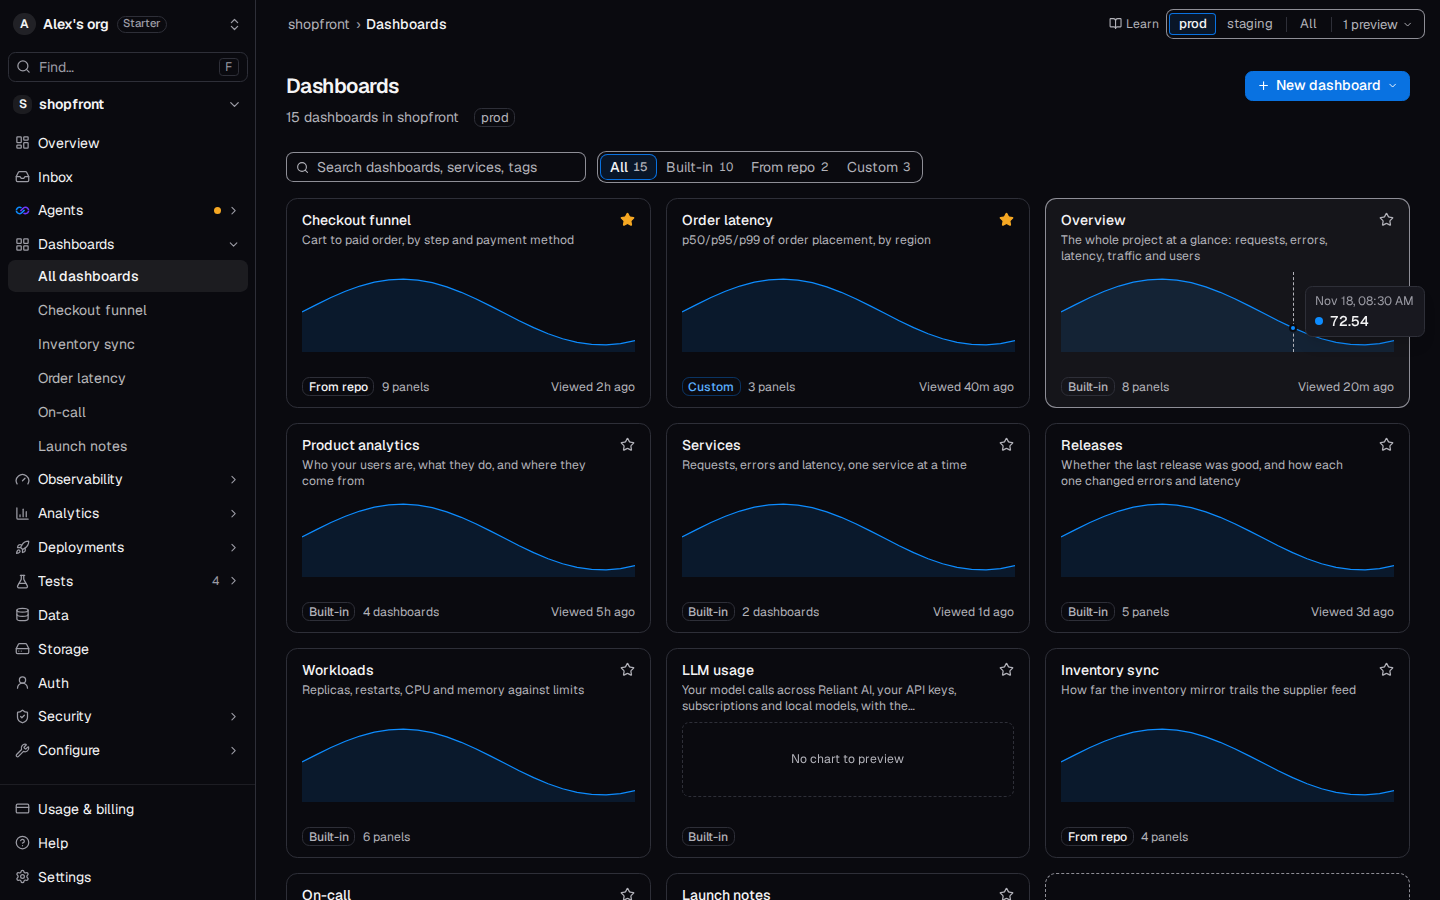 A Alex's org Starter
Find... F
S shopfront
Overview
Inbox
Agents
Dashboards
All dashboards
Checkout funnel
Inventory sync
Order latency
On-call
Launch notes
Observability
Analytics
Deployments
Tests 4
Data
Storage
Auth
Security
Configure
Usage & billing
Help
Settings
shopfront › Dashboards
Learn
prod staging All 1 preview
Dashboards
New dashboard
15 dashboards in shopfront prod
Search dashboards, services, tags
All 15 Built-in 10 From repo 2 Custom 3
Checkout funnel
Cart to paid order, by step and payment method
From repo 9 panels Viewed 2h ago
Order latency
p50/p95/p99 of order placement, by region
Custom 3 panels Viewed 40m ago
Overview
The whole project at a glance: requests, errors,
latency, traffic and users
Nov 18, 08:30 AM
72.54
Built-in 8 panels Viewed 20m ago
Product analytics
Who your users are, what they do, and where they
come from
Built-in 4 dashboards Viewed 5h ago
Services
Requests, errors and latency, one service at a time
Built-in 2 dashboards Viewed 1d ago
Releases
Whether the last release was good, and how each
one changed errors and latency
Built-in 5 panels Viewed 3d ago
Workloads
Replicas, restarts, CPU and memory against limits
Built-in 6 panels
LLM usage
Your model calls across Reliant AI, your API keys,
subscriptions and local models, with the...
No chart to preview
Built-in
Inventory sync
How far the inventory mirror trails the supplier feed
From repo 4 panels
On-call
Launch notes